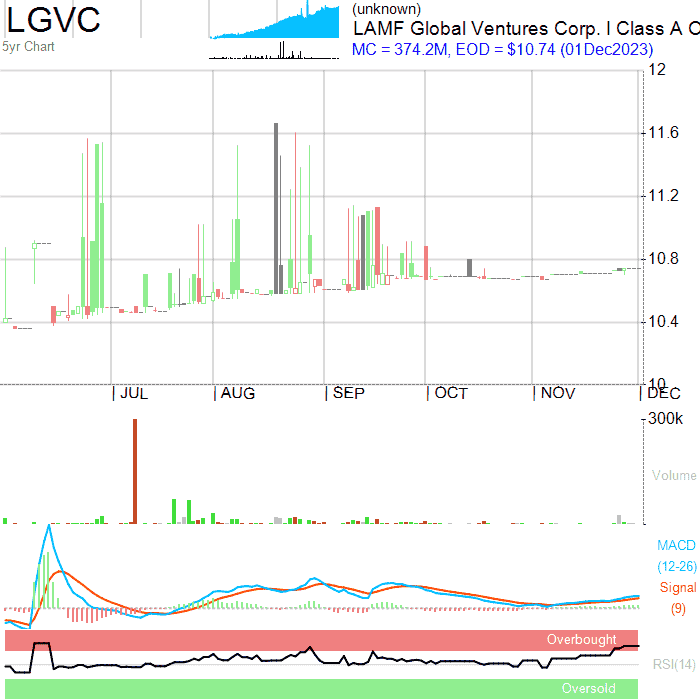 LGVC
5yr Chart
(unknown)
LAMF Global Ventures Corp. I Class A O
MC = 374.2M, EOD = $10.74 (01Dec2023)
12
11.6
11.2
10.8
10.4
10
JUL
AUG
SEP
OCT
NOV
DEC
300k
Volume
MACD
(12-26)
Signal
(9)
Overbought
RSI(14)
Oversold